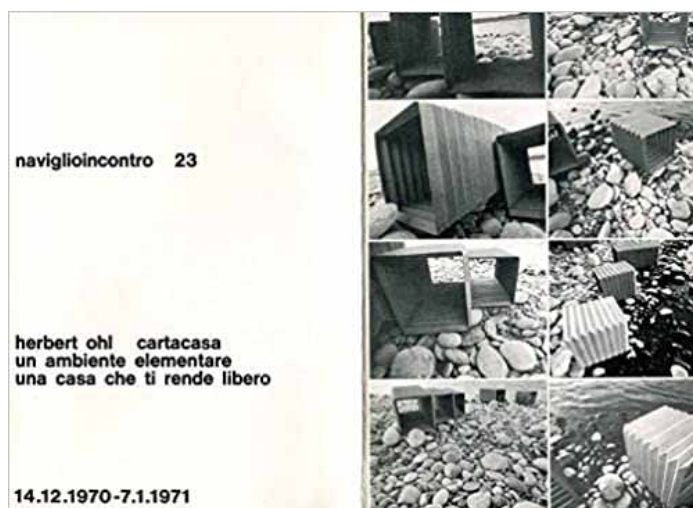 naviglioincontro 23
herbert ohl cartacasa
un ambiente elementare
una casa che ti rende libero
14.12.1970-7.1.1971